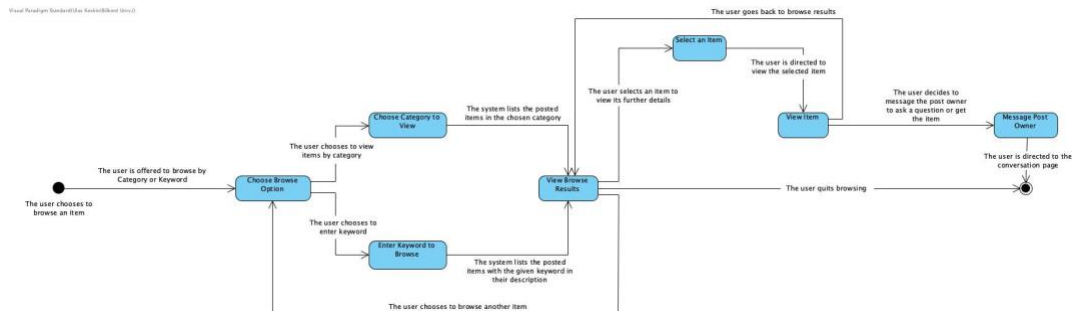 Visual Paradigm Standard(Ulas Keskin(Bilkent Univ.))
The user goes back to browse results
Select an Item
The user is directed to
view the selected item
The user selects an item to
view its further details
The user decides to
message the post owner
to ask a question or get
the item
The system lists the posted
items in the chosen category
Choose Category to
View
View Item
Message Post
Owner
The user chooses to view
items by category
The user is directed to the
conversation page
The user is offered to browse by
Category or Keyword
Choose Browse
Option
View Browse
Results
The user quits browsing
The user chooses to
browse an item
The user chooses to
enter keyword
Enter Keyword to
Browse
The system lists the posted
items with the given keyword in
their description
The user chooses to browse another item